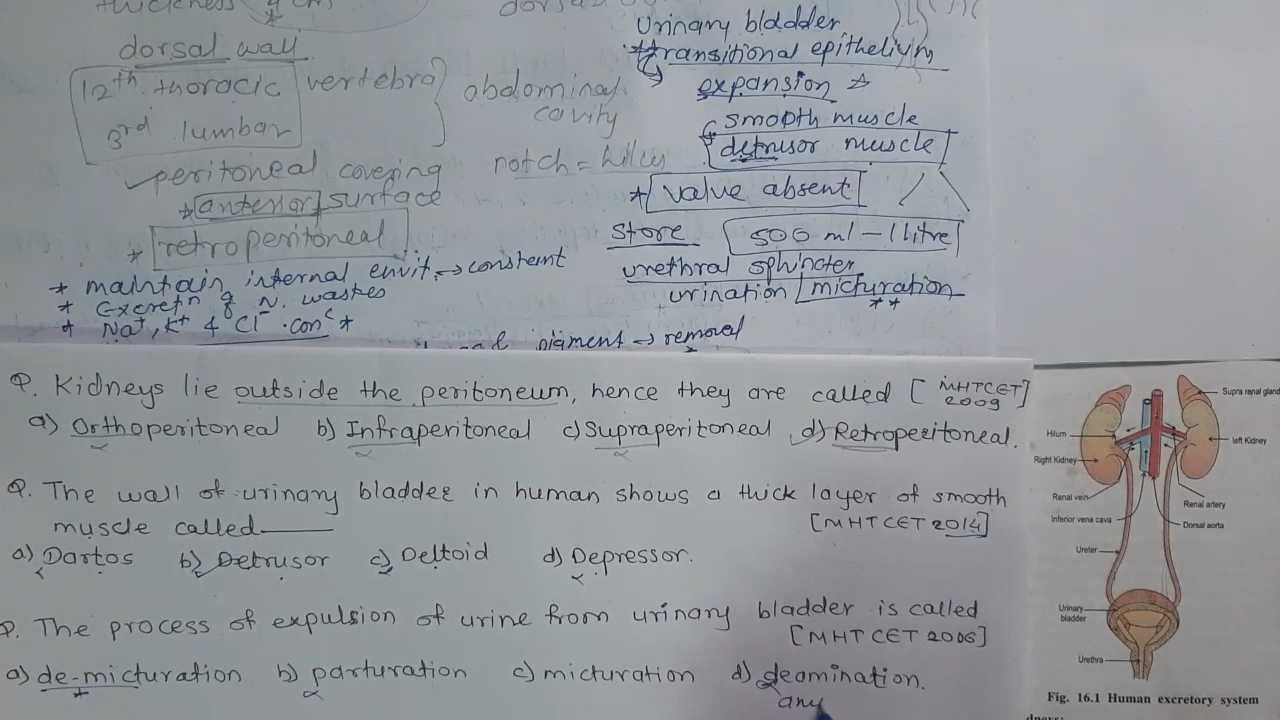 thickness 4 cm
dorsal wall
12th thoracic vertebra
3rd lumbar
abdominal cavity
peritoneal covering
*anterior surface
* retroperitoneal
notch = hilus
* maintain internal envit. → constant
* Excretn of N. wastes
* Na+, K+ & Cl- concn *
Urinary bladder
*transitional epithelium
expansion
smooth muscle
detrusor muscle
* valve absent
store 500 ml – 1 litre
urethral sphincter
urination / micturation
**
pigment → removal
Q. Kidneys lie outside the peritoneum, hence they are called [MHTCET 2009]
a) Orthoperitoneal b) Infraperitoneal c) Supraperitoneal d) Retroperitoneal.
Q. The wall of urinary bladder in human shows a thick layer of smooth
muscle called —— [MHTCET 2014]
a) Dartos b) Detrusor c) Deltoid d) Depressor.
Q. The process of expulsion of urine from urinary bladder is called
[MHTCET 2006]
a) de-micturation b) parturation c) micturation d) deamination.
any
Supra renal gland
Hilum
left Kidney
Right Kidney
Renal vein
Renal artery
Inferior vena cava
Dorsal aorta
Ureter
Urinary bladder
Urethra
Fig. 16.1 Human excretory system